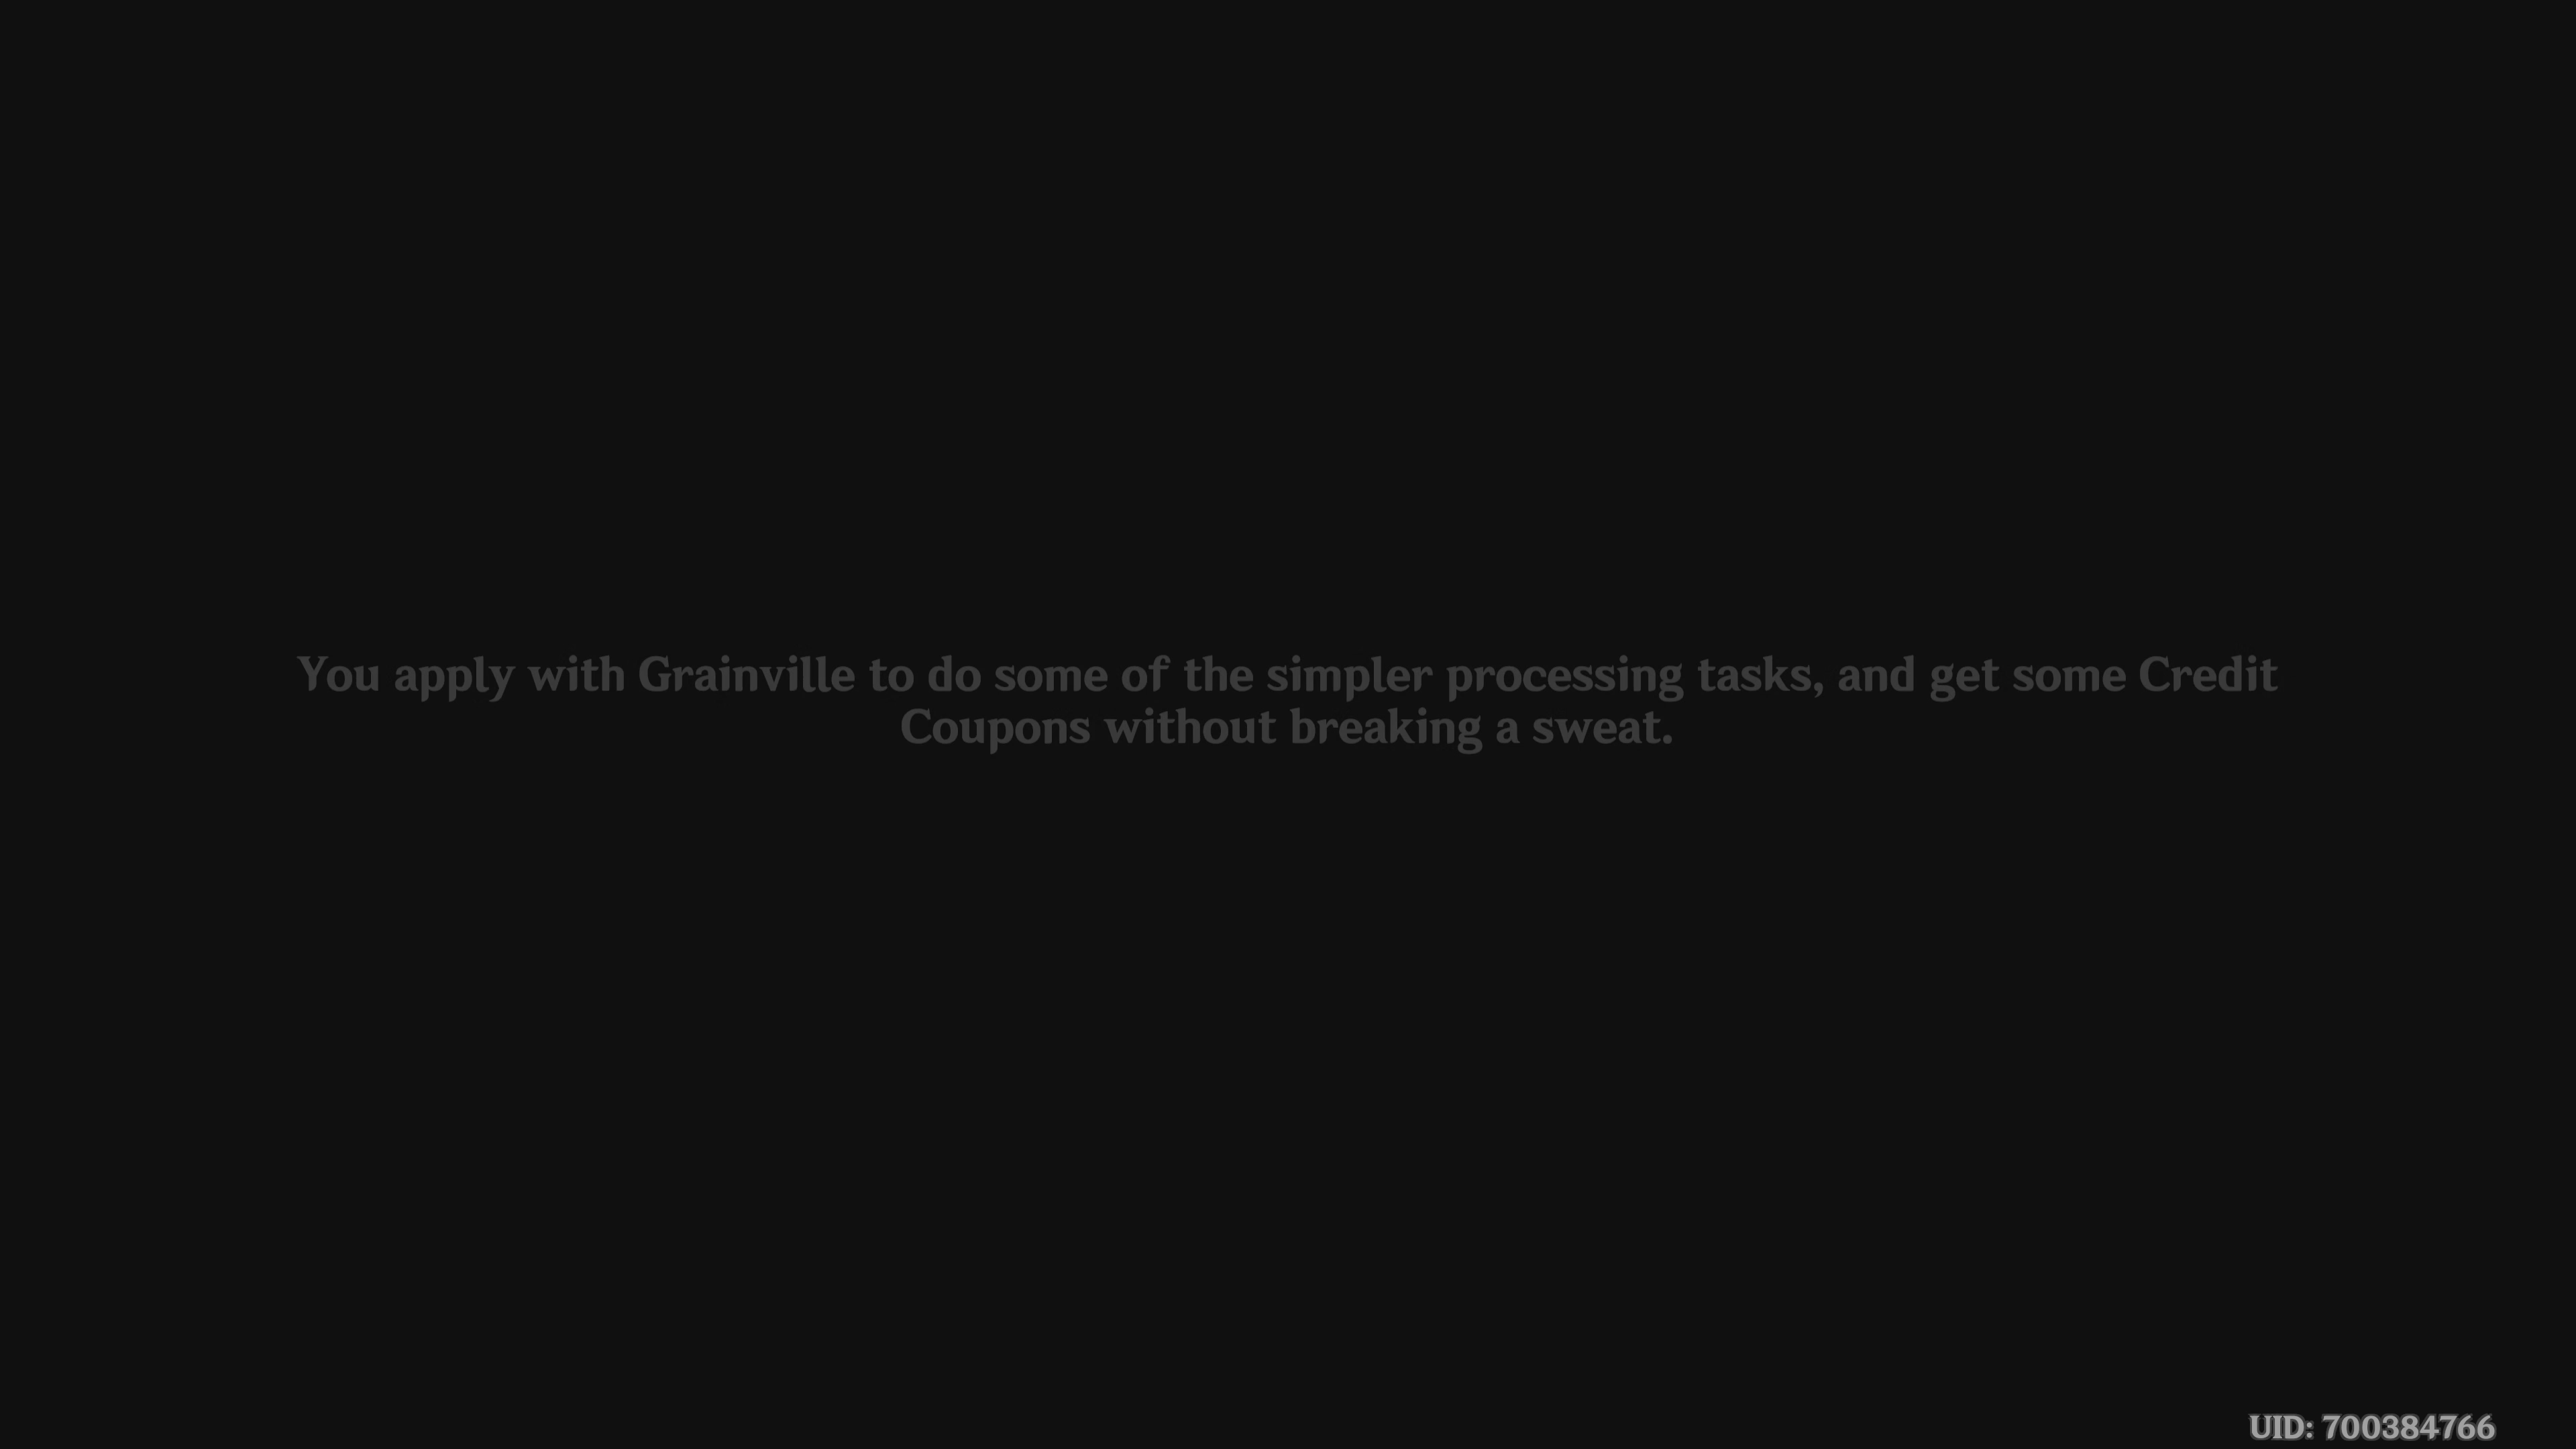 You apply with Grainville to do some of the simpler processing tasks, and get some Credit
Coupons without breaking a sweat.
UID: 700384766